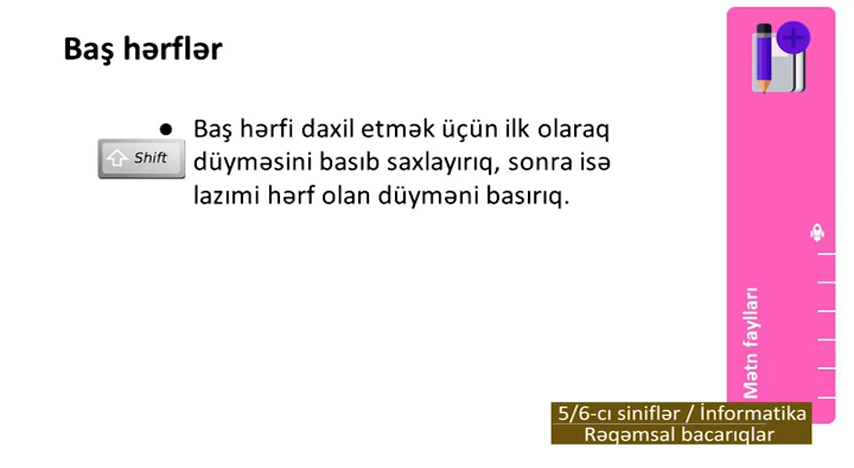 Baş hərflər
● Baş hərfi daxil etmək üçün ilk olaraq
Shift düyməsini basıb saxlayırıq, sonra isə
lazımi hərf olan düyməni basırıq.
Mətn faylları
5/6-cı siniflər / İnformatika
Rəqəmsal bacarıqlar